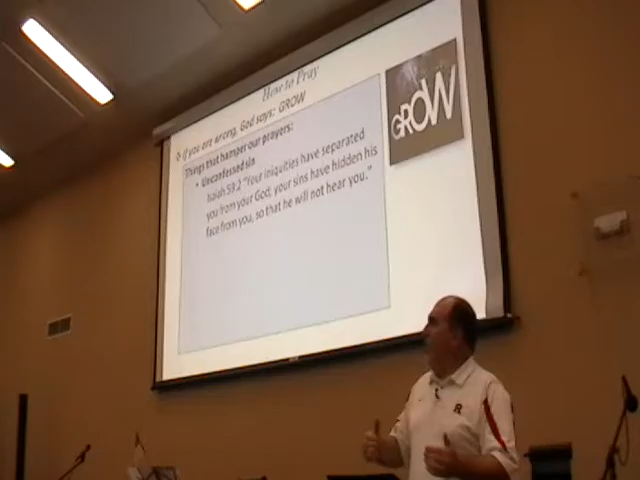 How to Pray
If you are wrong, God says: GROW
Things that hamper our prayers:
• Unconfessed sin
Isaiah 59:2 "Your iniquities have separated
you from your God; your sins have hidden his
face from you, so that he will not hear you."
GROW